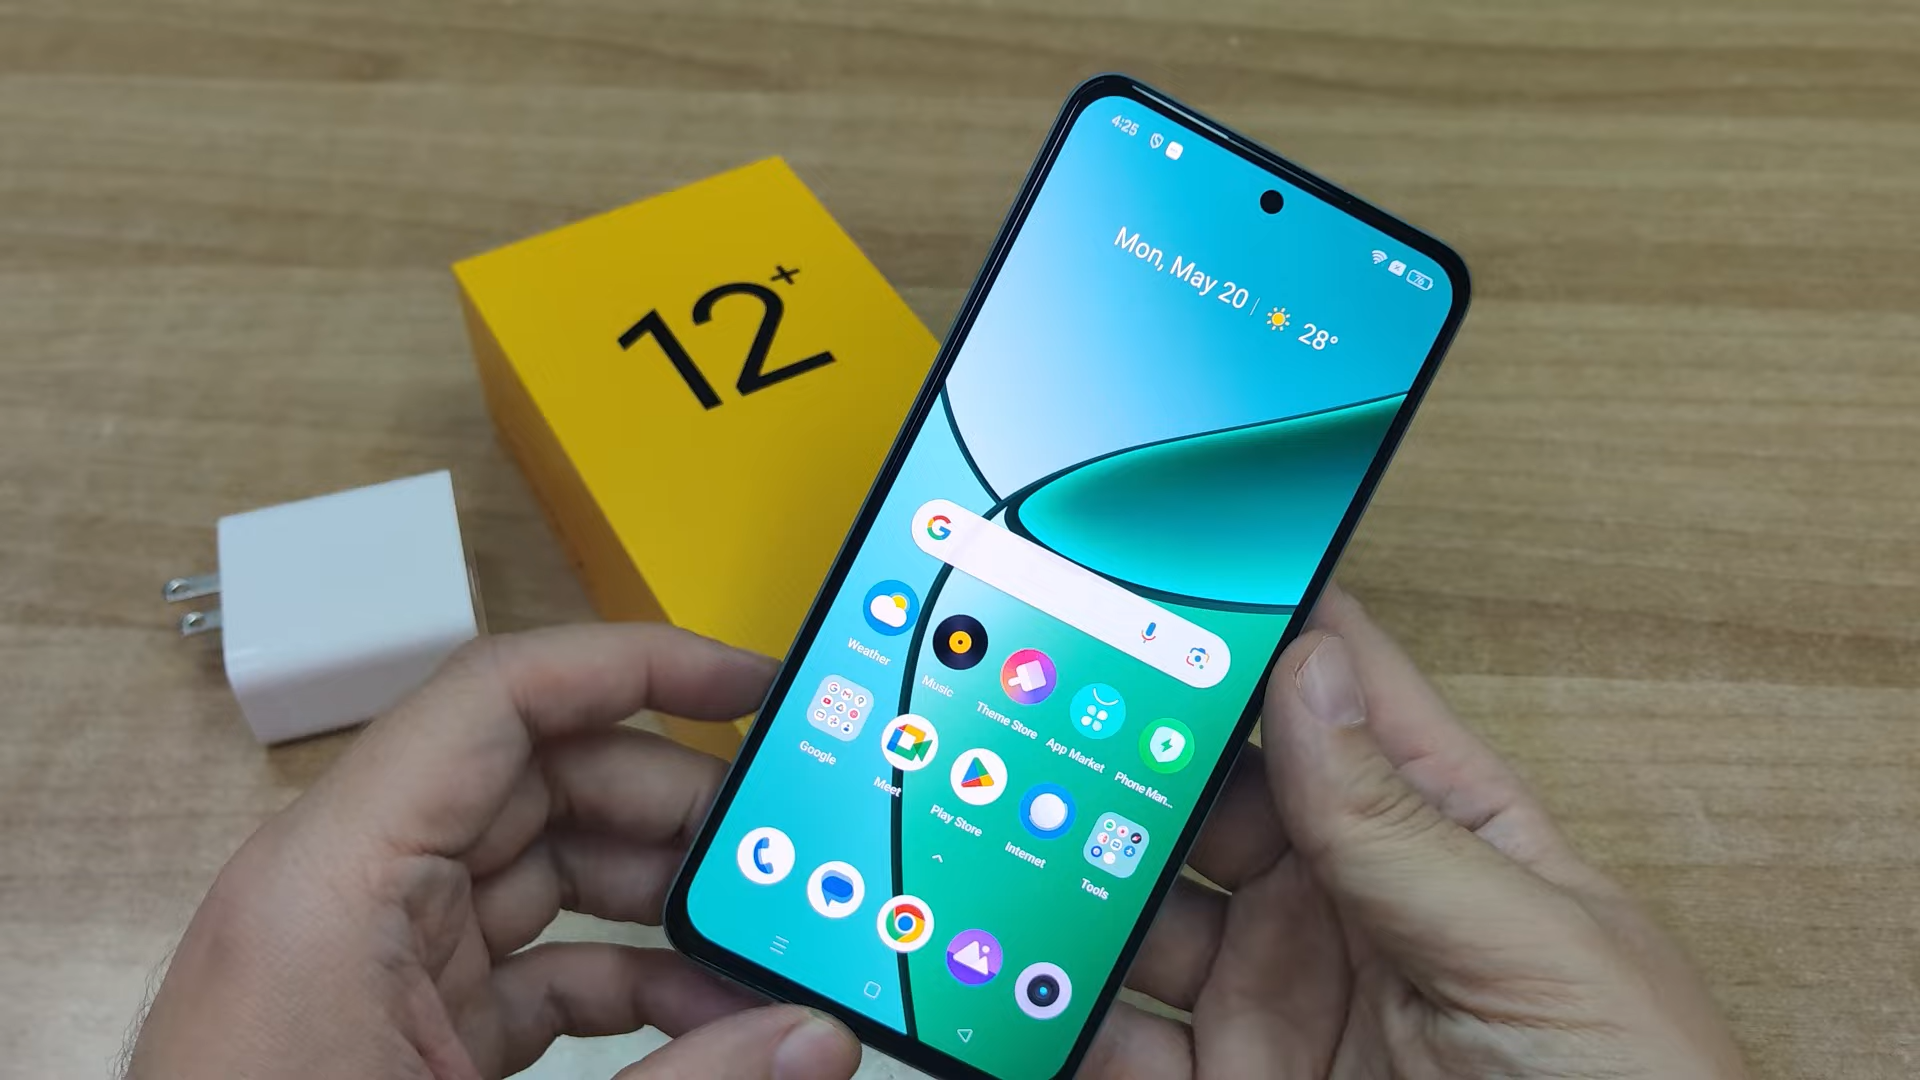 12+
4:25
76
Mon, May 20 | 28°
Weather
Music
Theme Store
App Market
Phone Man...
Google
Meet
Play Store
Internet
Tools